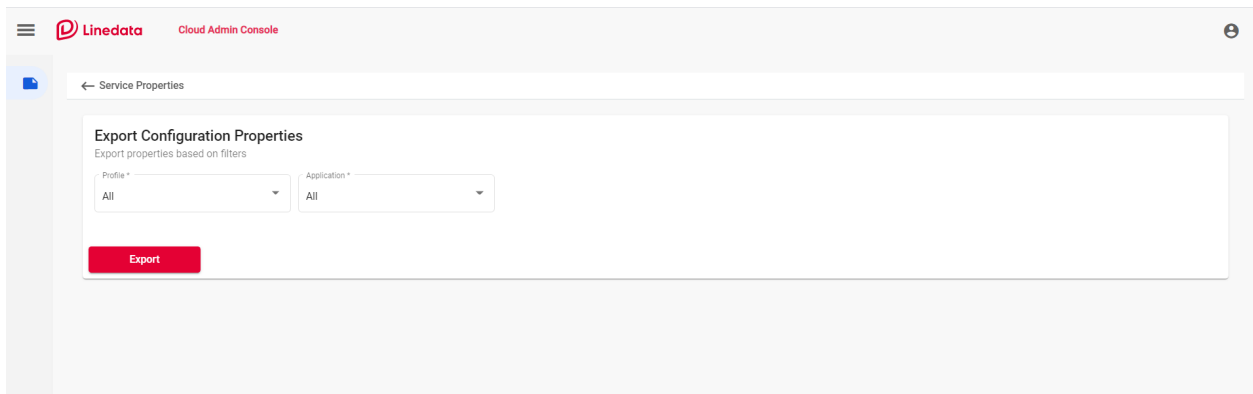 Linedata Cloud Admin Console
Service Properties
Export Configuration Properties
Export properties based on filters
Profile * Application *
All All
Export